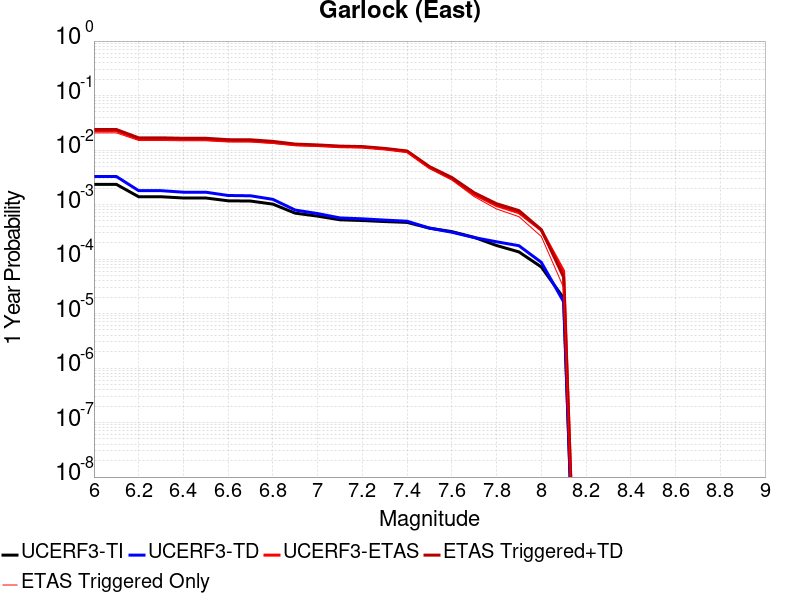 Garlock (East)
10^0
10^-1
10^-2
10^-3
10^-4
10^-5
10^-6
10^-7
10^-8
1 Year Probability
6 6.2 6.4 6.6 6.8 7 7.2 7.4 7.6 7.8 8 8.2 8.4 8.6 8.8 9
Magnitude
UCERF3-TI UCERF3-TD UCERF3-ETAS ETAS Triggered+TD
ETAS Triggered Only